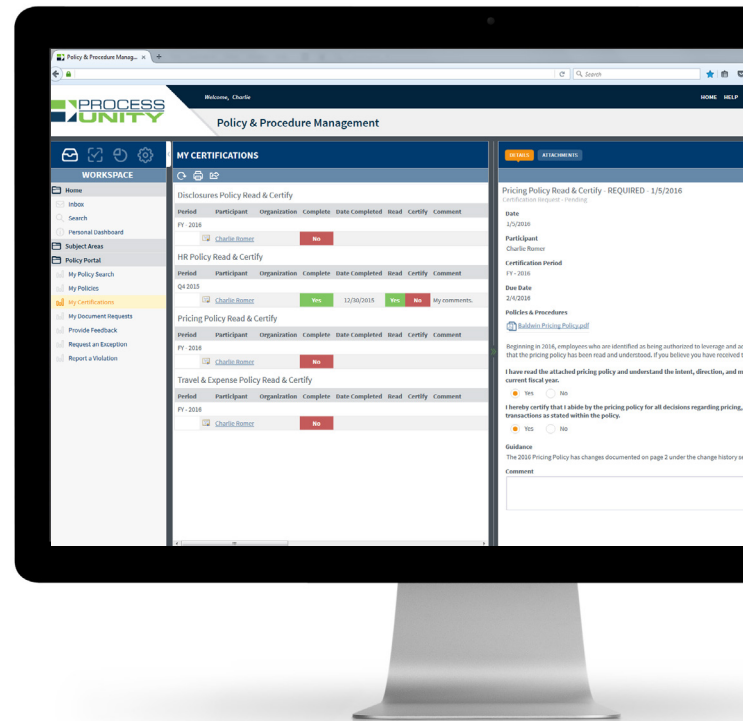 Policy & Procedure Manag... × +
Search
PROCESS
UNITY
Welcome, Charlie
HOME HELP
Policy & Procedure Management
WORKSPACE
Home
Inbox
Search
Personal Dashboard
Subject Areas
Policy Portal
My Policy Search
My Policies
My Certifications
My Document Requests
Provide Feedback
Request an Exception
Report a Violation
MY CERTIFICATIONS
Disclosures Policy Read & Certify
Period Participant Organization Complete Date Completed Read Certify Comment
FY - 2016
Charlie Romer No
HR Policy Read & Certify
Period Participant Organization Complete Date Completed Read Certify Comment
Q4 2015
Charlie Romer Yes 12/30/2015 Yes No My comments.
Pricing Policy Read & Certify
Period Participant Organization Complete Date Completed Read Certify Comment
FY - 2016
Charlie Romer No
Travel & Expense Policy Read & Certify
Period Participant Organization Complete Date Completed Read Certify Comment
FY - 2016
Charlie Romer No
DETAILS ATTACHMENTS
Pricing Policy Read & Certify - REQUIRED - 1/5/2016
Certification Request - Pending
Date
1/5/2016
Participant
Charlie Romer
Certification Period
FY - 2016
Due Date
2/4/2016
Policies & Procedures
Baldwin Pricing Policy.pdf
Beginning in 2016, employees who are identified as being authorized to leverage and ac
that the pricing policy has been read and understood. If you believe you have received t
I have read the attached pricing policy and understand the intent, direction, and m
current fiscal year.
Yes No
I hereby certify that I abide by the pricing policy for all decisions regarding pricing,
transactions as stated within the policy.
Yes No
Guidance
The 2016 Pricing Policy has changes documented on page 2 under the change history se
Comment